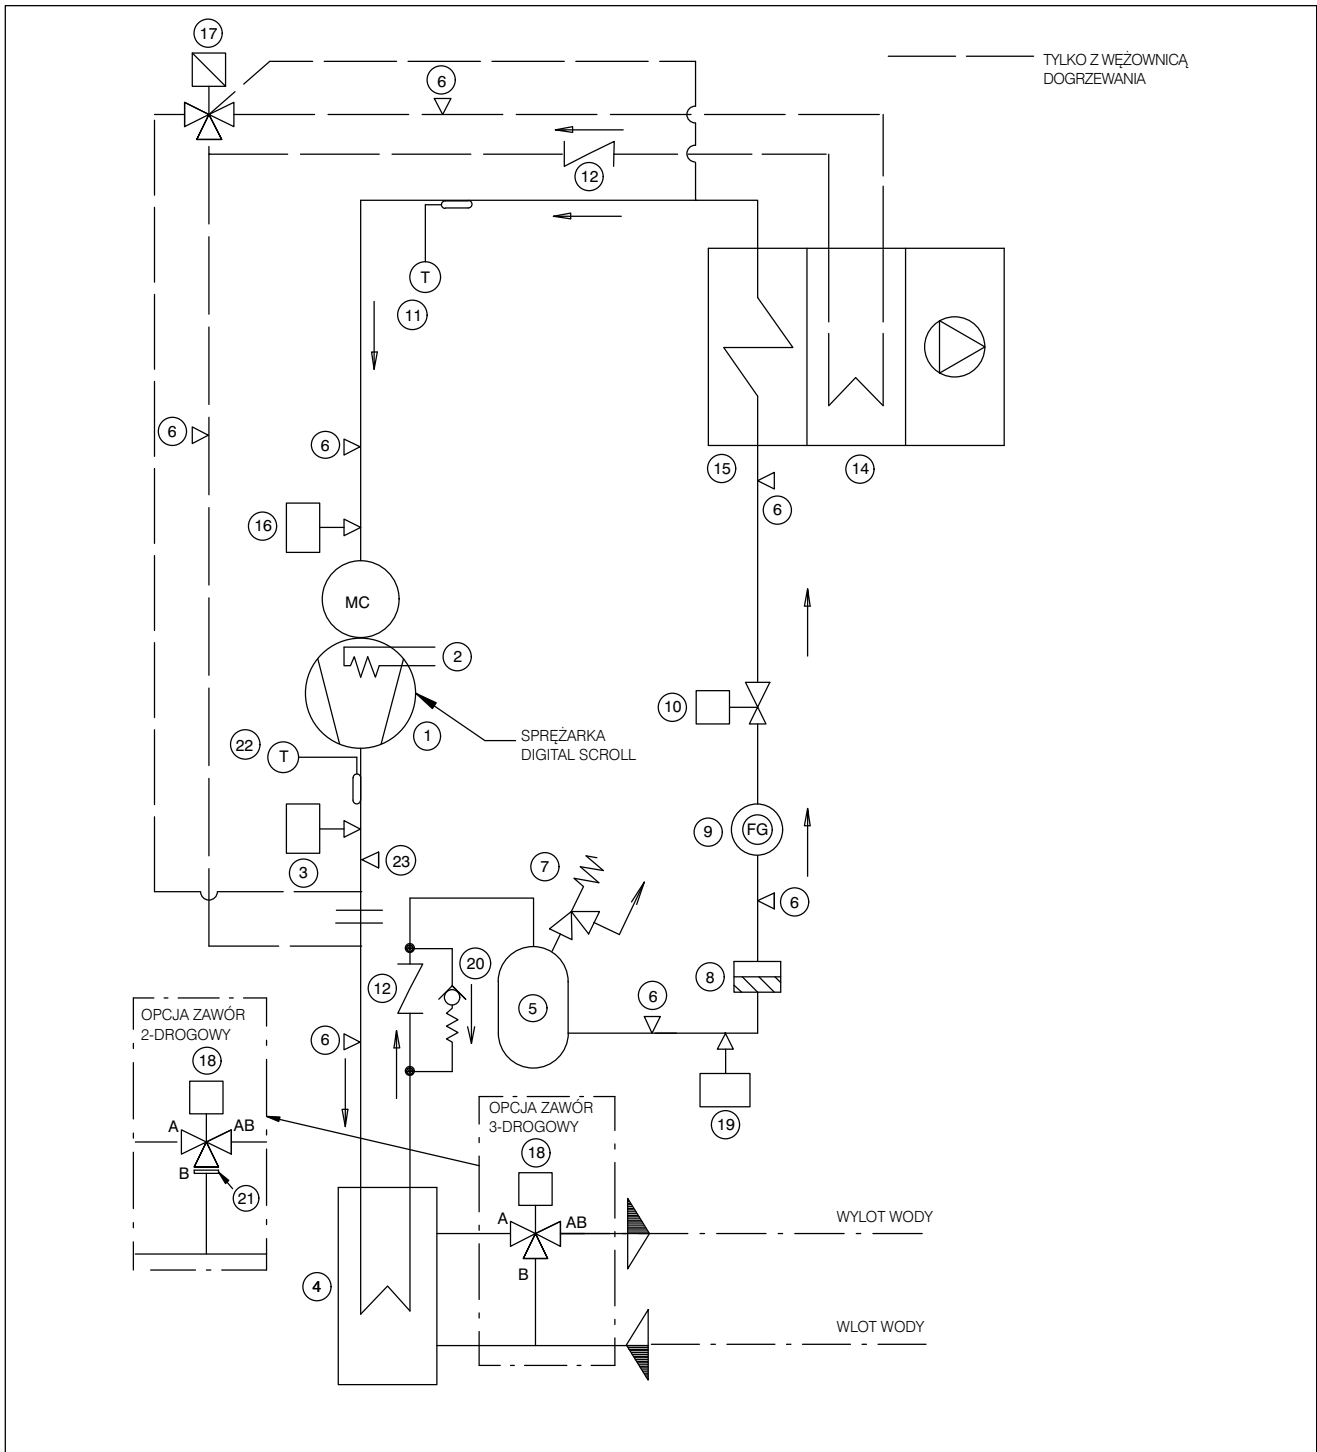 17
6
TYLKO Z WĘŻOWNICĄ
DOGRZEWANIA
12
T
11
6
6
15
14
6
16
MC
2
10
1
SPRĘŻARKA
DIGITAL SCROLL
22
T
9
FG
3
23
7
6
20
12
5
6
8
6
OPCJA ZAWÓR
2-DROGOWY
18
A
AB
B
21
OPCJA ZAWÓR
3-DROGOWY
18
19
A
AB
B
WYLOT WODY
4
WLOT WODY